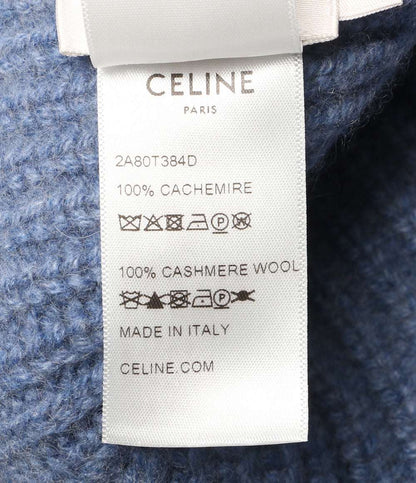 CELINE
PARIS
2A80T384D
100% CACHEMIRE
100% CASHMERE WOOL
MADE IN ITALY
CELINE.COM